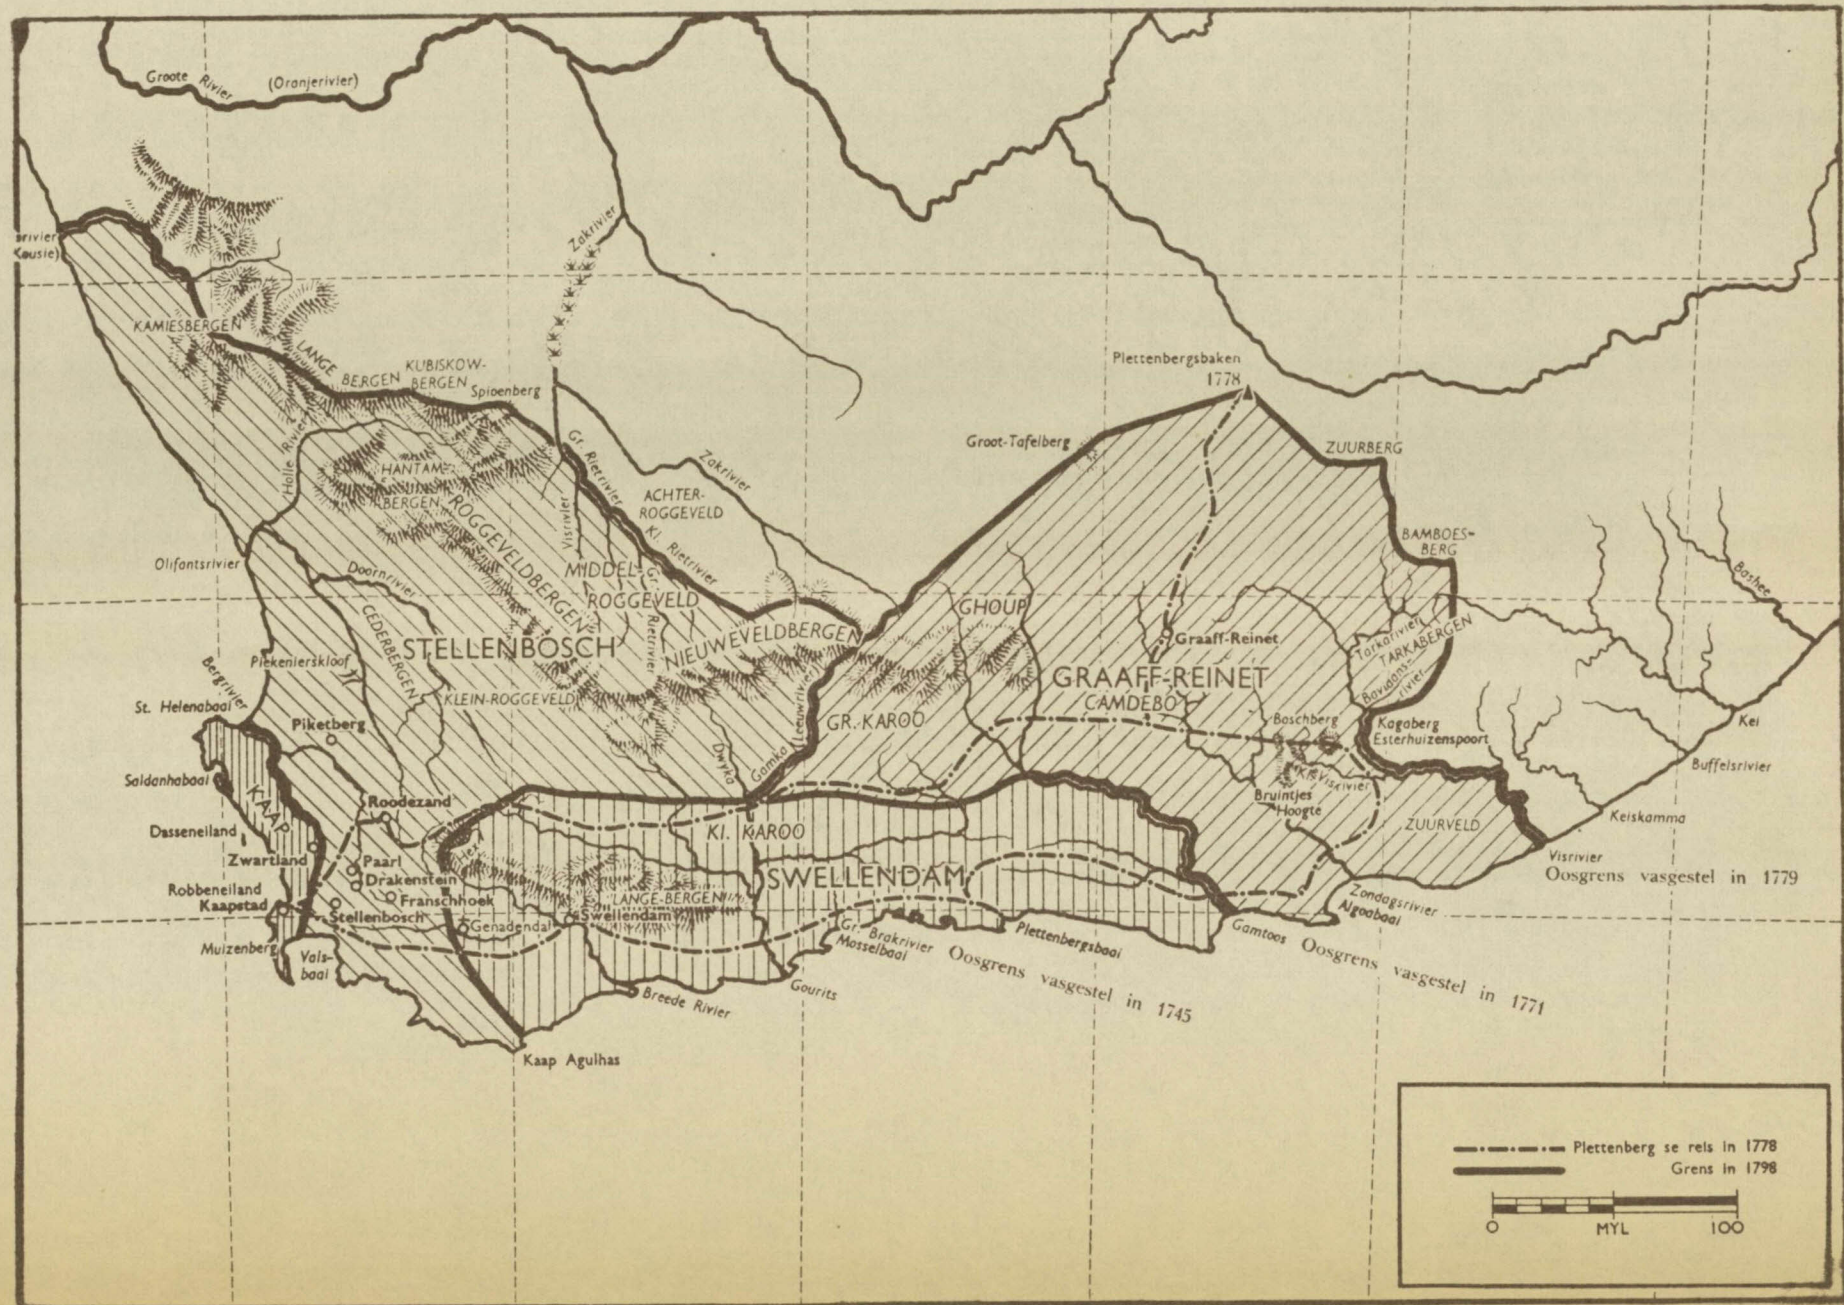 Groote Rivier (Oranjerivier)
Zakrivier
srivier
Kousie)
KAMIESBERGEN
LANGE BERGEN
KUBISKOW-
BERGEN
Spioenberg
Plettenbergsbaken
1778
Groot-Tafelberg
ZUURBERG
Holle Rivier
HANTAM-
BERGEN
ROGGEVELDBERGEN
Gr. Rietrivier
Zakrivier
ACHTER-
ROGGEVELD
Visrivier
Kl. Rietrivier
BAMBOES-
BERG
Olifantsrivier
Doornrivier
MIDDEL-
ROGGEVELD
Gr. Rietrivier
Bashee
CEDERBERGEN
STELLENBOSCH
NIEUWEVELDBERGEN
GHOUP
Graaff-Reinet
Tarkarivier
TARKABERGEN
Piekenierskloof
Bergrivier
GRAAFF-REINET
CAMDEBO
Baviaans-
rivier
KLEIN-ROGGEVELD
St. Helenabaai
Piketberg
GR. KAROO
Boschberg
Kagaberg
Esterhuizenspoort
Kei
Dwyka
Gamka
(Leeuwrivier)
Saldanhabaai
KAAP
Kl. Visrivier
Buffelsrivier
Roodezand
Bruintjes
Hoogte
Keiskamma
Dasseneiland
KI. KAROO
ZUURVELD
Zwartland
Paarl
Hex
Visrivier
Oosgrens vasgestel in 1779
Drakenstein
SWELLENDAM
Robbeneiland
Kaapstad
Franschhoek
LANGE-BERGEN
Zondagsrivier
Algoabaai
Stellenbosch
Swellendam
Genadendal
Muizenberg
Vals-
baai
Gr. Brakrivier
Mosselbaai
Plettenbergsbaai
Gamtoos
Oosgrens vasgestel in 1745
Oosgrens vasgestel in 1771
Gourits
Breede Rivier
Kaap Agulhas
Plettenberg se reis in 1778
Grens in 1798
0 MYL 100